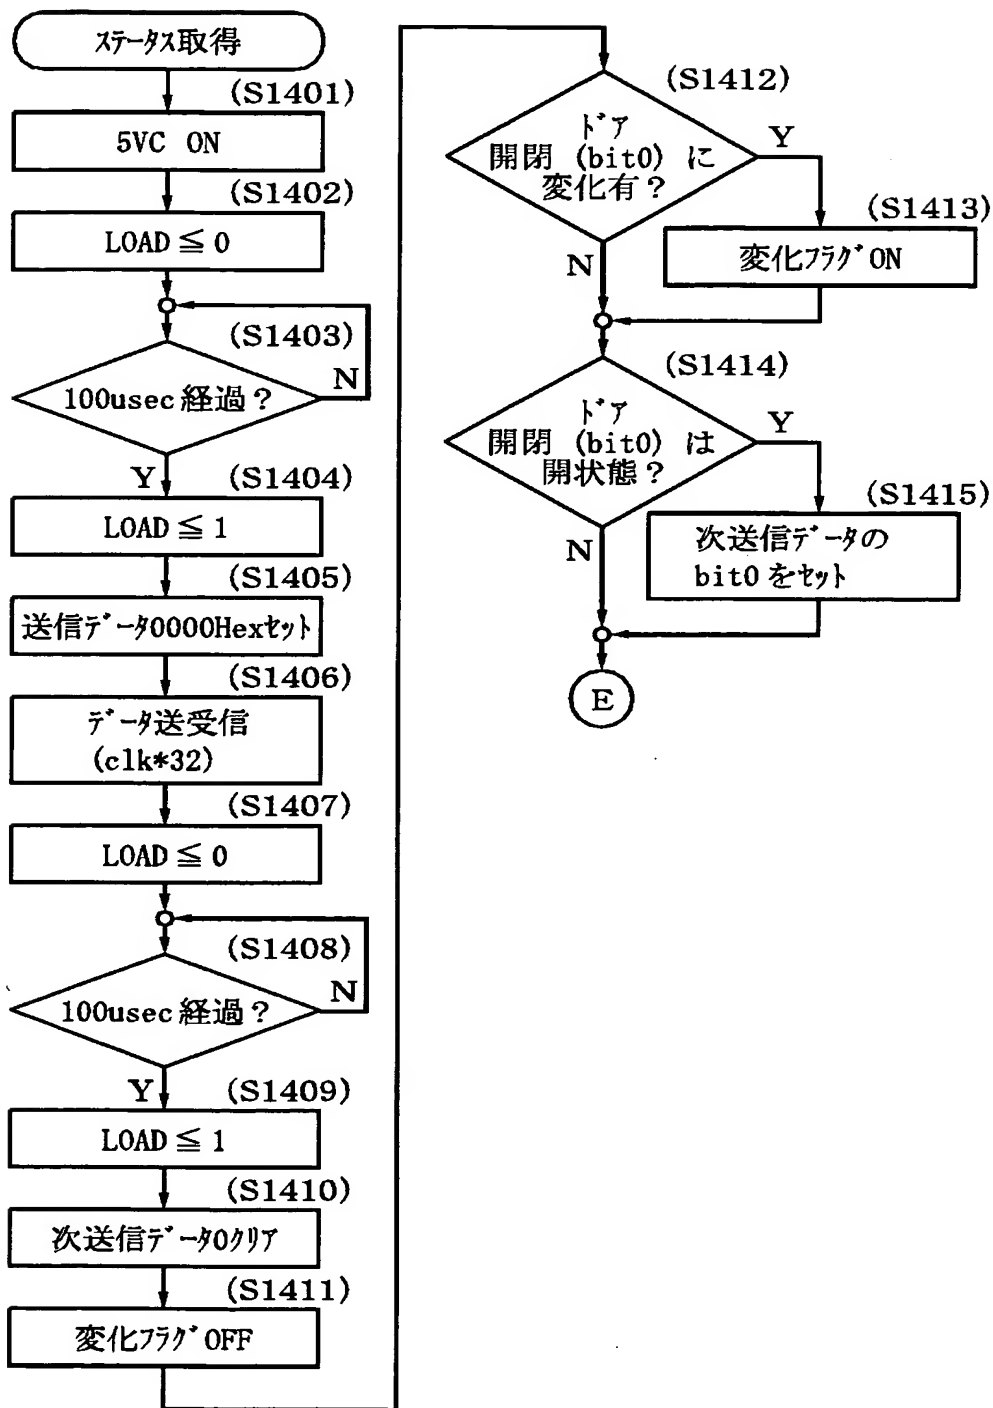 ステータス取得
(S1401)
5VC ON
(S1402)
LOAD ≦ 0
(S1403)
100usec 経過?
N
Y
(S1404)
LOAD ≦ 1
(S1405)
送信データ0000Hexセット
(S1406)
データ送受信
(clk*32)
(S1407)
LOAD ≦ 0
(S1408)
100usec 経過?
N
Y
(S1409)
LOAD ≦ 1
(S1410)
次送信データ0クリア
(S1411)
変化フラグOFF
(S1412)
ドア
開閉 (bit0) に
変化有?
Y
N
(S1413)
変化フラグON
(S1414)
ドア
開閉 (bit0) は
開状態?
Y
N
(S1415)
次送信データの
bit0 をセット
E